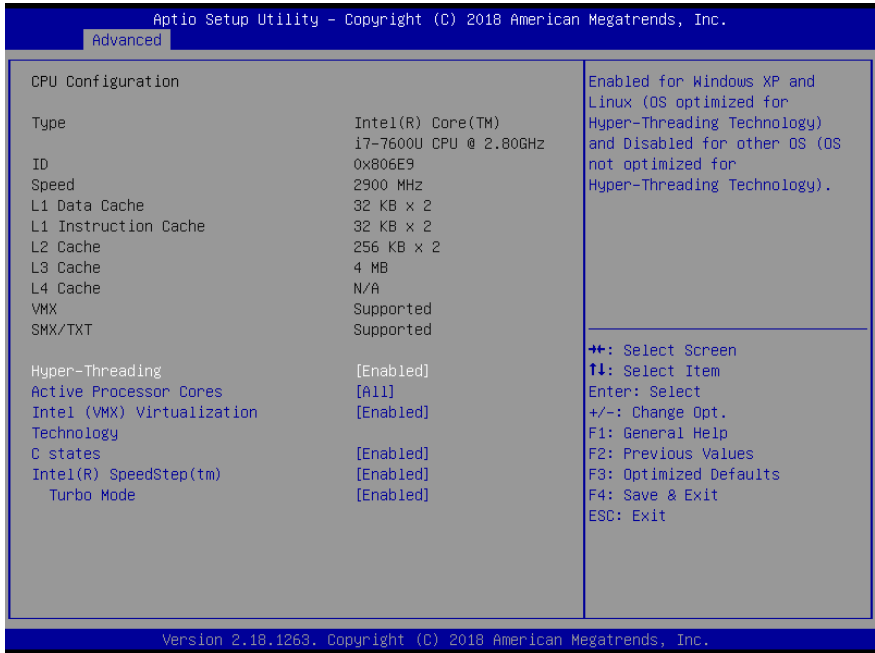 Aptio Setup Utility – Copyright (C) 2018 American Megatrends, Inc.
Advanced
CPU Configuration
Type Intel(R) Core(TM)
i7-7600U CPU @ 2.80GHz
ID 0x806E9
Speed 2900 MHz
L1 Data Cache 32 KB x 2
L1 Instruction Cache 32 KB x 2
L2 Cache 256 KB x 2
L3 Cache 4 MB
L4 Cache N/A
VMX Supported
SMX/TXT Supported
Hyper-Threading [Enabled]
Active Processor Cores [All]
Intel (VMX) Virtualization [Enabled]
Technology
C states [Enabled]
Intel(R) SpeedStep(tm) [Enabled]
Turbo Mode [Enabled]
Enabled for Windows XP and
Linux (OS optimized for
Hyper-Threading Technology)
and Disabled for other OS (OS
not optimized for
Hyper-Threading Technology).
→←: Select Screen
↑↓: Select Item
Enter: Select
+/-: Change Opt.
F1: General Help
F2: Previous Values
F3: Optimized Defaults
F4: Save & Exit
ESC: Exit
Version 2.18.1263. Copyright (C) 2018 American Megatrends, Inc.